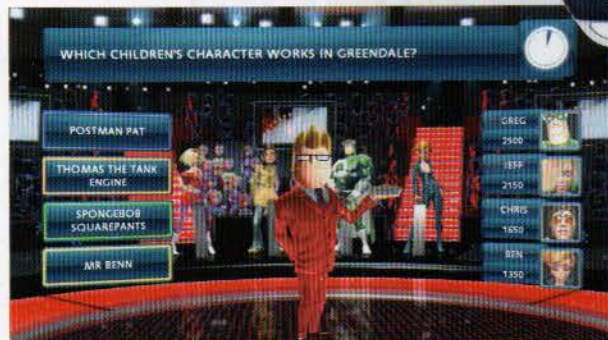 WHICH CHILDREN'S CHARACTER WORKS IN GREENDALE?
POSTMAN PAT
THOMAS THE TANK
ENGINE
SPONGEBOB
SQUAREPANTS
MR BENN
GREG
2500
JEFF
2150
CHRIS
1650
BEN
1350